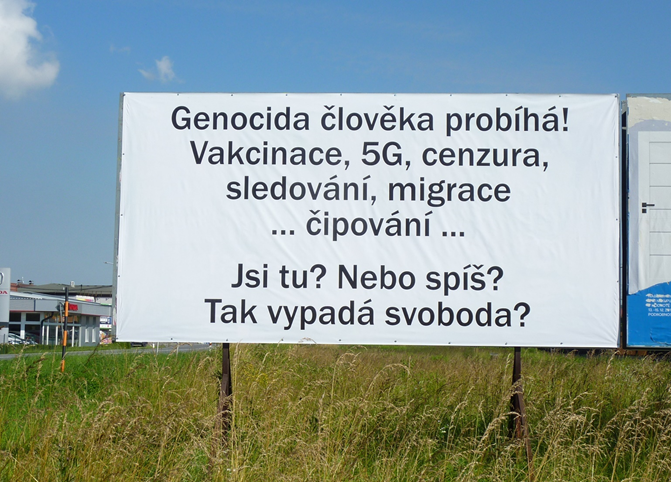 Genocida člověka probíhá!
Vakcinace, 5G, cenzura,
sledování, migrace
... čipování ...
Jsi tu? Nebo spíš?
Tak vypadá svoboda?